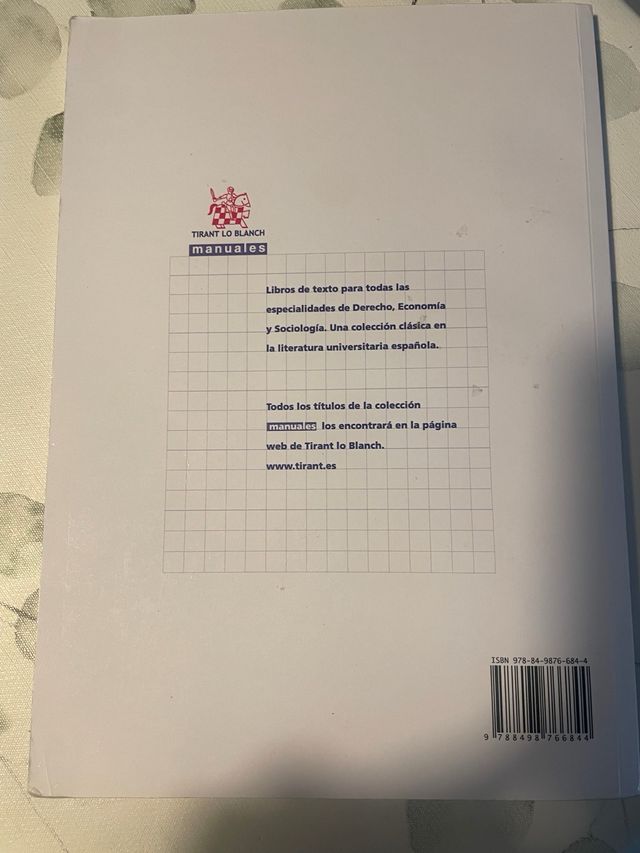 TIRANT LO BLANCH
manuales
Libros de texto para todas las
especialidades de Derecho, Economía
y Sociología. Una colección clásica en
la literatura universitaria española.
Todos los títulos de la colección
manuales los encontrará en la página
web de Tirant lo Blanch.
www.tirant.es
ISBN 978-84-9876-684-4
9 788498 766844